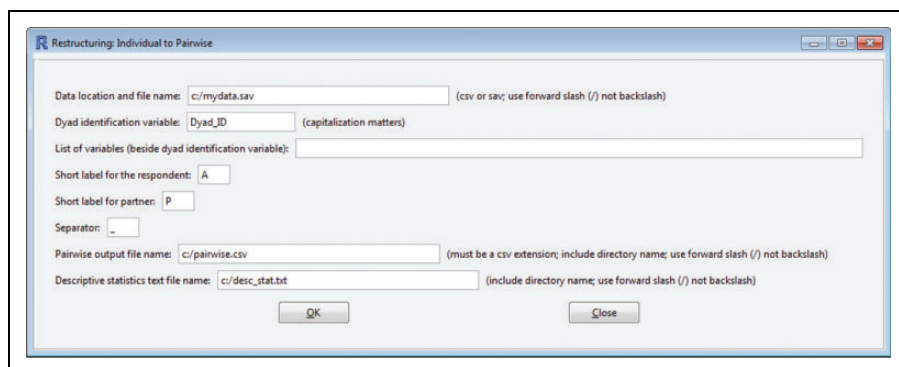 Restructuring: Individual to Pairwise
Data location and file name: c:/mydata.sav (csv or sav; use forward slash (/) not backslash)
Dyad identification variable: Dyad_ID (capitalization matters)
List of variables (beside dyad identification variable):
Short label for the respondent: A
Short label for partner: P
Separator: _
Pairwise output file name: c:/pairwise.csv (must be a csv extension; include directory name; use forward slash (/) not backslash)
Descriptive statistics text file name: c:/desc_stat.txt (include directory name; use forward slash (/) not backslash)
OK Close